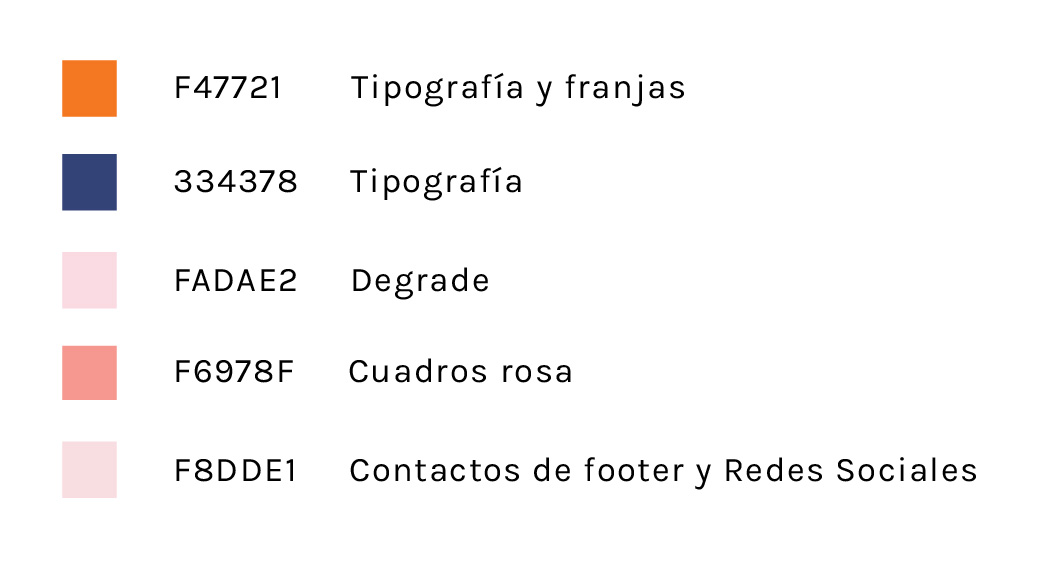 F47721 Tipografía y franjas
334378 Tipografía
FADAE2 Degrade
F6978F Cuadros rosa
F8DDE1 Contactos de footer y Redes Sociales